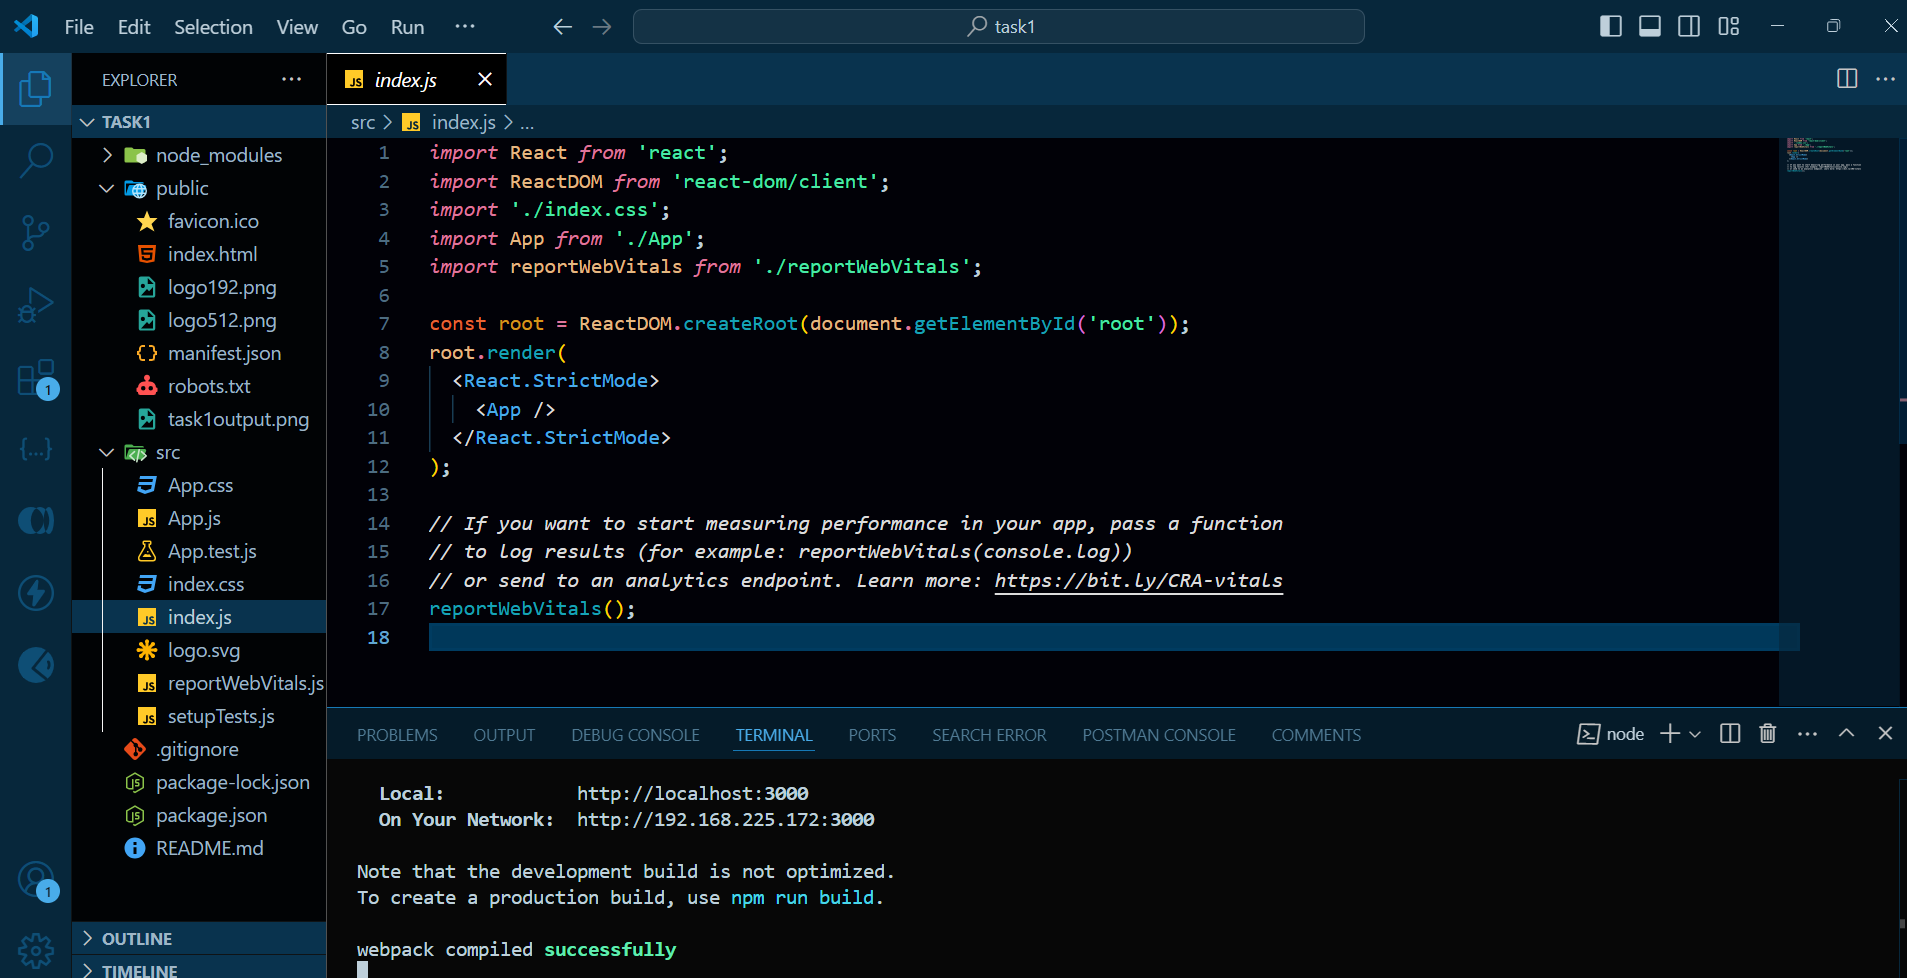 File Edit Selection View Go Run ···
task1
EXPLORER ···
index.js
TASK1
src > index.js > ...
node_modules
public
favicon.ico
index.html
logo192.png
logo512.png
manifest.json
robots.txt
task1output.png
src
App.css
App.js
App.test.js
index.css
index.js
logo.svg
reportWebVitals.js
setupTests.js
.gitignore
package-lock.json
package.json
README.md
OUTLINE
TIMELINE
1
1
1 import React from 'react';
2 import ReactDOM from 'react-dom/client';
3 import './index.css';
4 import App from './App';
5 import reportWebVitals from './reportWebVitals';
6
7 const root = ReactDOM.createRoot(document.getElementById('root'));
8 root.render(
9 <React.StrictMode>
10 <App />
11 </React.StrictMode>
12 );
13
14 // If you want to start measuring performance in your app, pass a function
15 // to log results (for example: reportWebVitals(console.log))
16 // or send to an analytics endpoint. Learn more: https://bit.ly/CRA-vitals
17 reportWebVitals();
18
PROBLEMS OUTPUT DEBUG CONSOLE TERMINAL PORTS SEARCH ERROR POSTMAN CONSOLE COMMENTS
node
Local: http://localhost:3000
On Your Network: http://192.168.225.172:3000
Note that the development build is not optimized.
To create a production build, use npm run build.
webpack compiled successfully